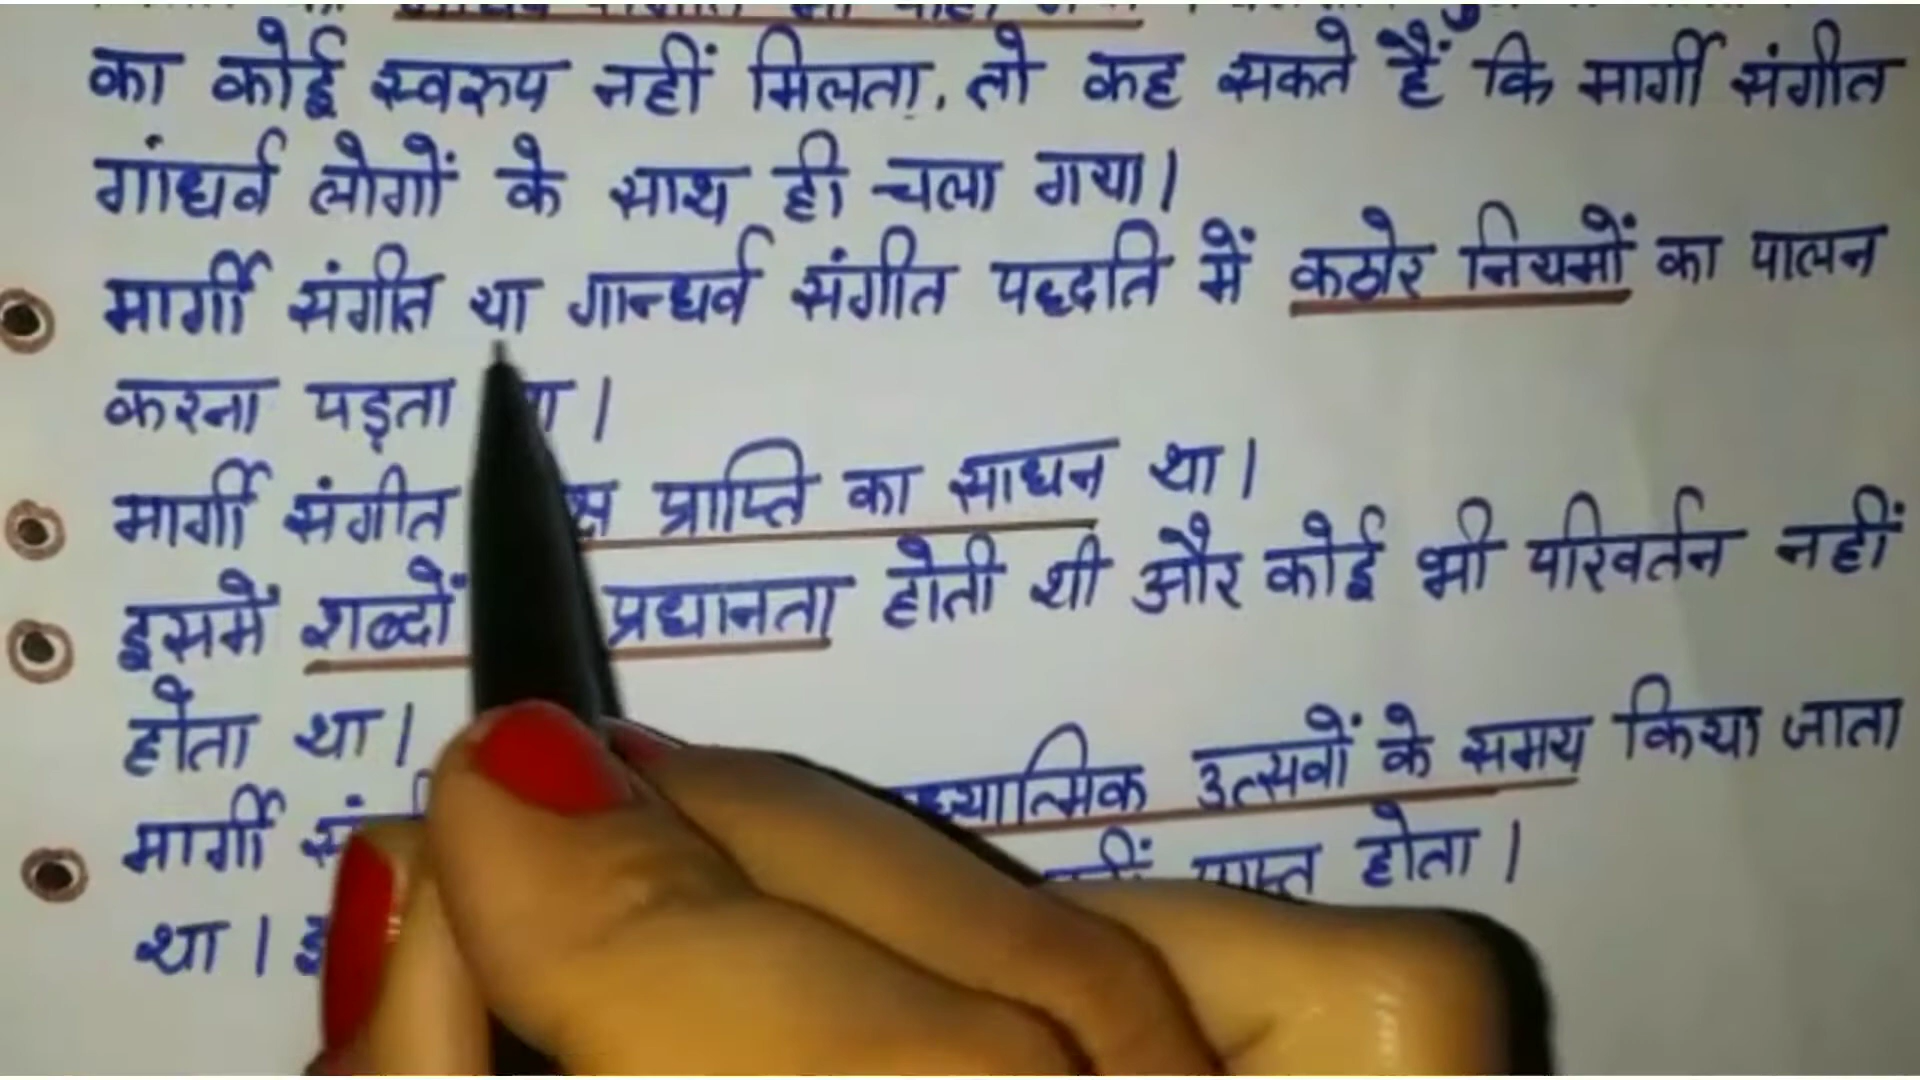 का कोई स्वरुप नहीं मिलता, तो कह सकते हैं कि मार्गी संगीत
गांधर्व लोगों के साथ ही चला गया।
मार्गी संगीत या गान्धर्व संगीत पद्धति में कठोर नियमों का पालन
करना पड़ता ।
मार्गी संगीत प्राप्ति का साधन था।
इसमें शब्दों प्रधानता होती थी और कोई भी परिवर्तन नहीं
होता था।
मार्गी उत्सवों के समय किया जाता
था। होता।